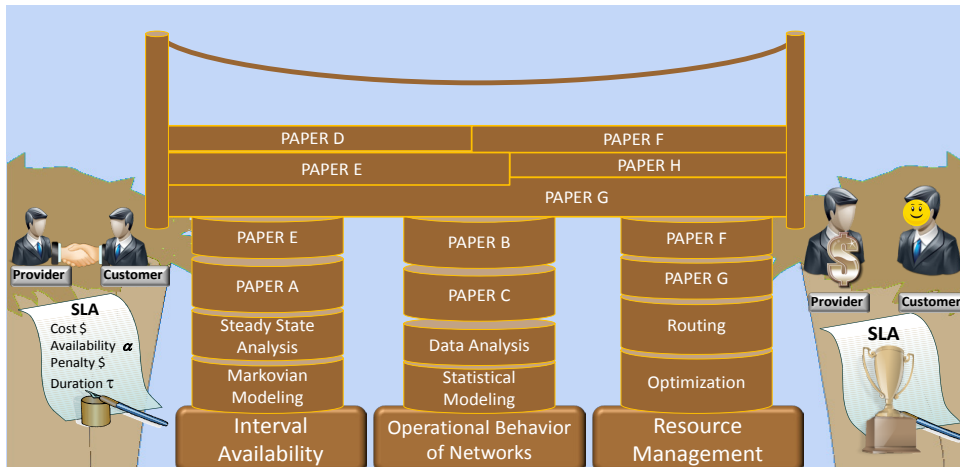 PAPER D
PAPER F
PAPER E
PAPER H
PAPER G
PAPER E
PAPER A
Steady State
Analysis
Markovian
Modeling
Interval
Availability
PAPER B
PAPER C
Data Analysis
Statistical
Modeling
Operational Behavior
of Networks
PAPER F
PAPER G
Routing
Optimization
Resource
Management
Provider
Customer
SLA
Cost $
Availability α
Penalty $
Duration τ
$
Provider
Customer
SLA